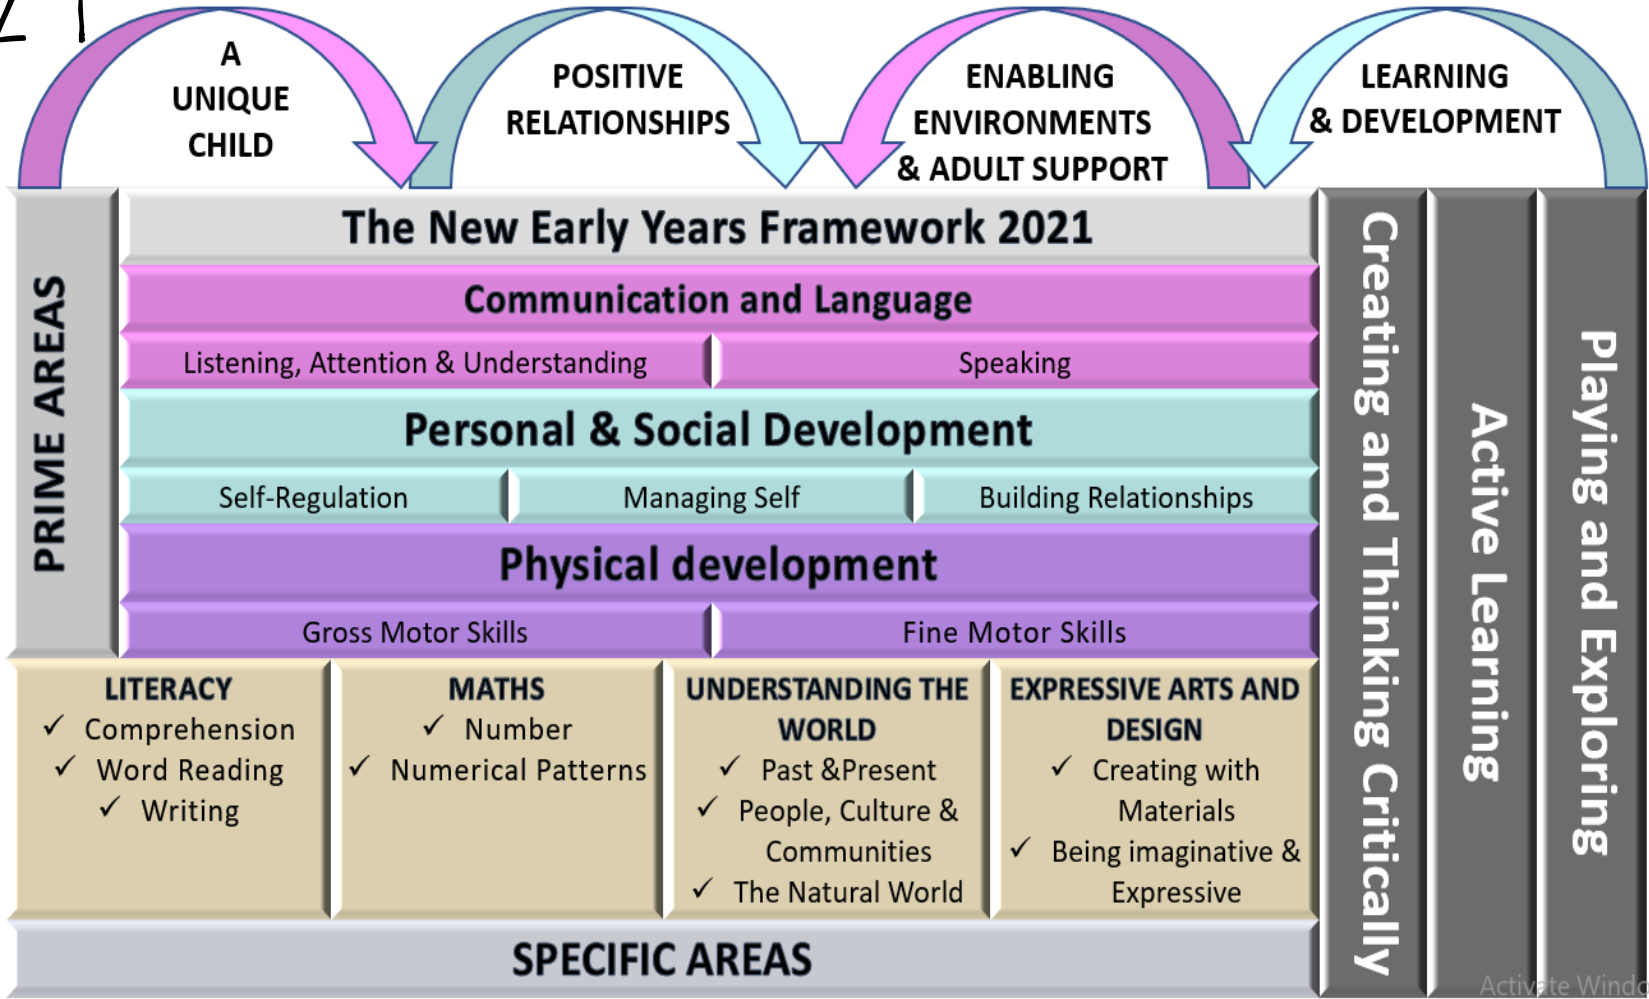 21
A
UNIQUE
CHILD
POSITIVE
RELATIONSHIPS
ENABLING
ENVIRONMENTS
& ADULT SUPPORT
LEARNING
& DEVELOPMENT
PRIME AREAS
The New Early Years Framework 2021
Communication and Language
Listening, Attention & Understanding
Speaking
Personal & Social Development
Self-Regulation
Managing Self
Building Relationships
Physical development
Gross Motor Skills
Fine Motor Skills
LITERACY
✓ Comprehension
✓ Word Reading
✓ Writing
MATHS
✓ Number
✓ Numerical Patterns
UNDERSTANDING THE
WORLD
✓ Past &Present
✓ People, Culture &
Communities
✓ The Natural World
EXPRESSIVE ARTS AND
DESIGN
✓ Creating with
Materials
✓ Being imaginative &
Expressive
SPECIFIC AREAS
Creating and Thinking Critically
Active Learning
Playing and Exploring
Activate Windo